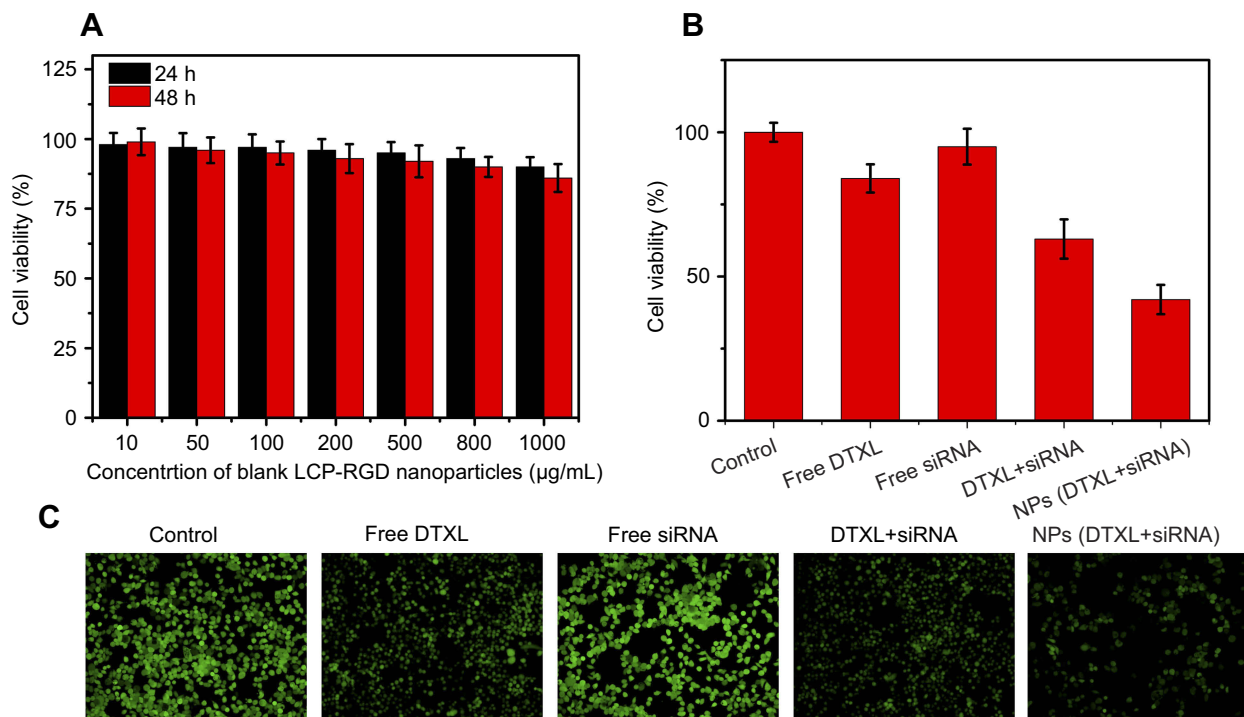 A
125
100
75
50
25
0
Cell viability (%)
24 h
48 h
10 50 100 200 500 800 1000
Concentrtion of blank LCP-RGD nanoparticles (µg/mL)
B
100
50
0
Cell viability (%)
Control
Free DTXL
Free siRNA
DTXL+siRNA
NPs (DTXL+siRNA)
C
Control
Free DTXL
Free siRNA
DTXL+siRNA
NPs (DTXL+siRNA)